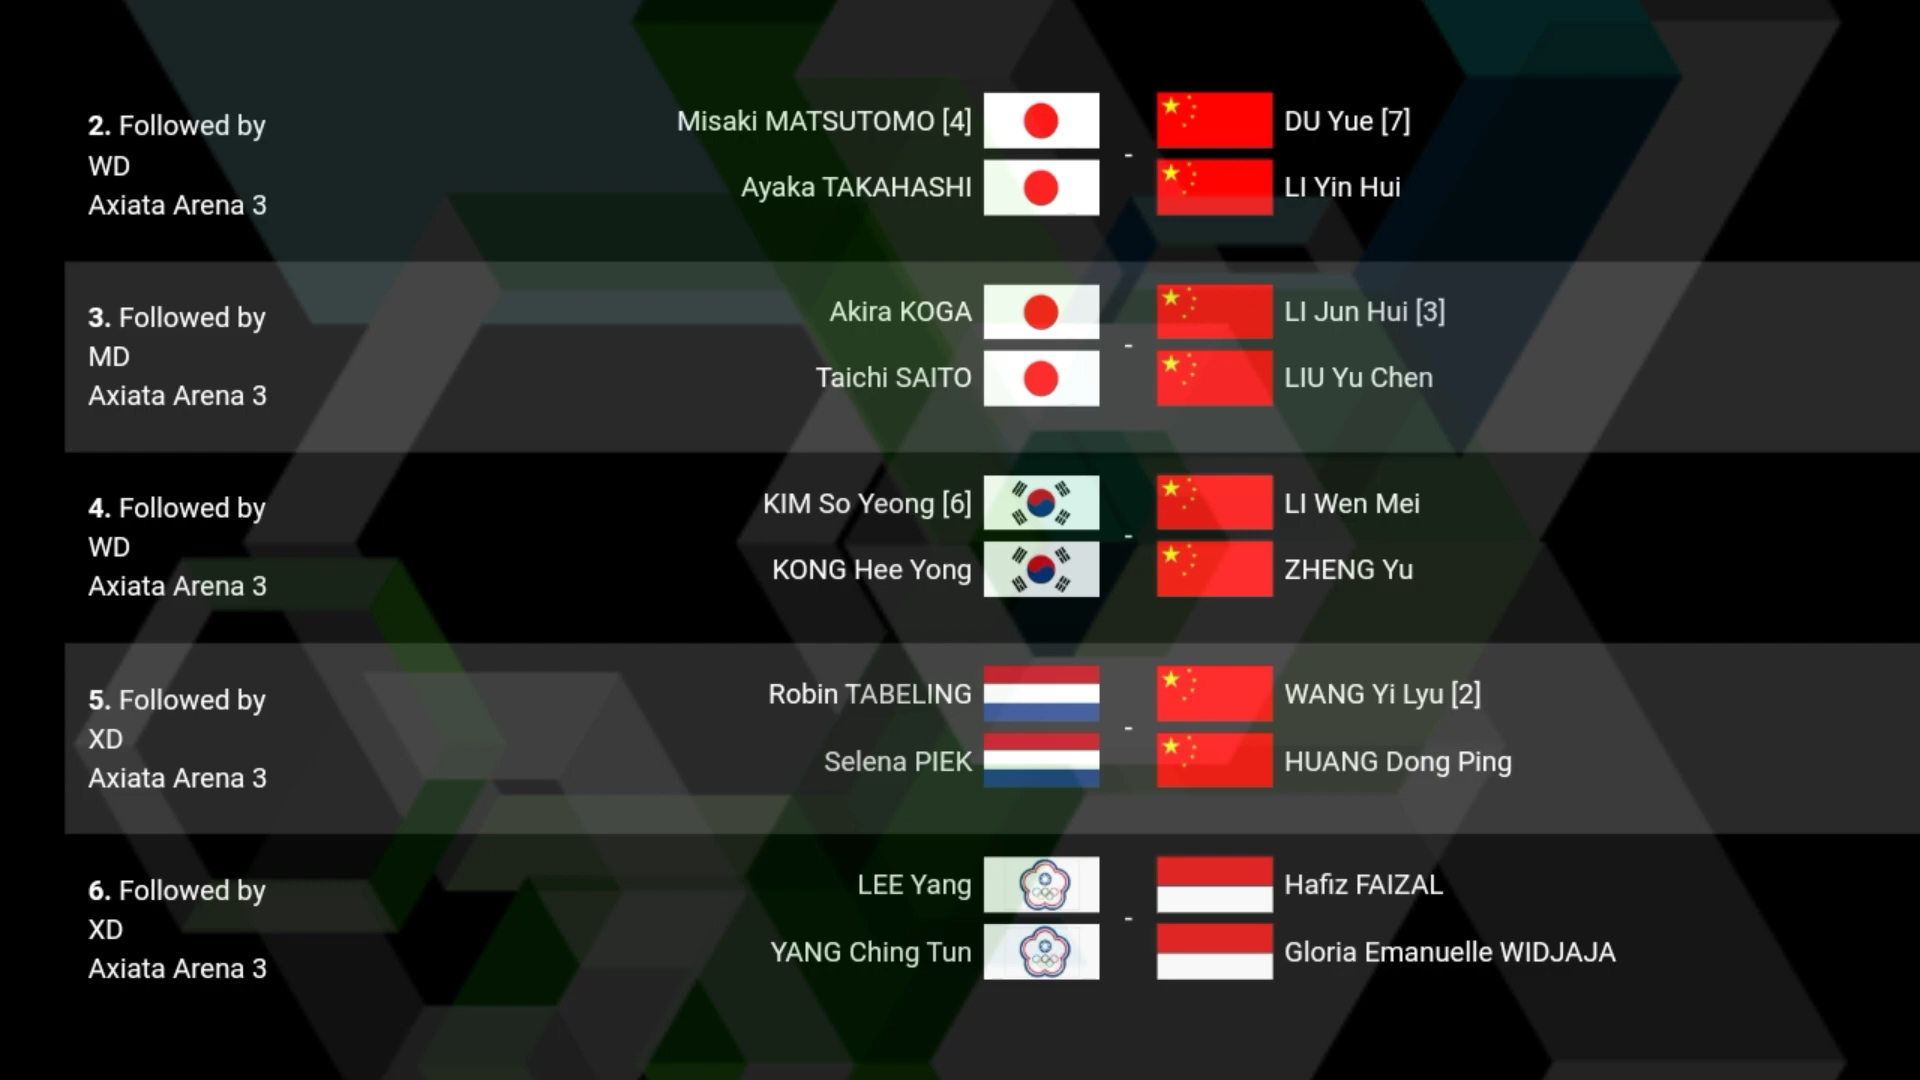 2. Followed by
WD
Axiata Arena 3
Misaki MATSUTOMO [4]
Ayaka TAKAHASHI
-
DU Yue [7]
LI Yin Hui
3. Followed by
MD
Axiata Arena 3
Akira KOGA
Taichi SAITO
-
LI Jun Hui [3]
LIU Yu Chen
4. Followed by
WD
Axiata Arena 3
KIM So Yeong [6]
KONG Hee Yong
-
LI Wen Mei
ZHENG Yu
5. Followed by
XD
Axiata Arena 3
Robin TABELING
Selena PIEK
-
WANG Yi Lyu [2]
HUANG Dong Ping
6. Followed by
XD
Axiata Arena 3
LEE Yang
YANG Ching Tun
-
Hafiz FAIZAL
Gloria Emanuelle WIDJAJA